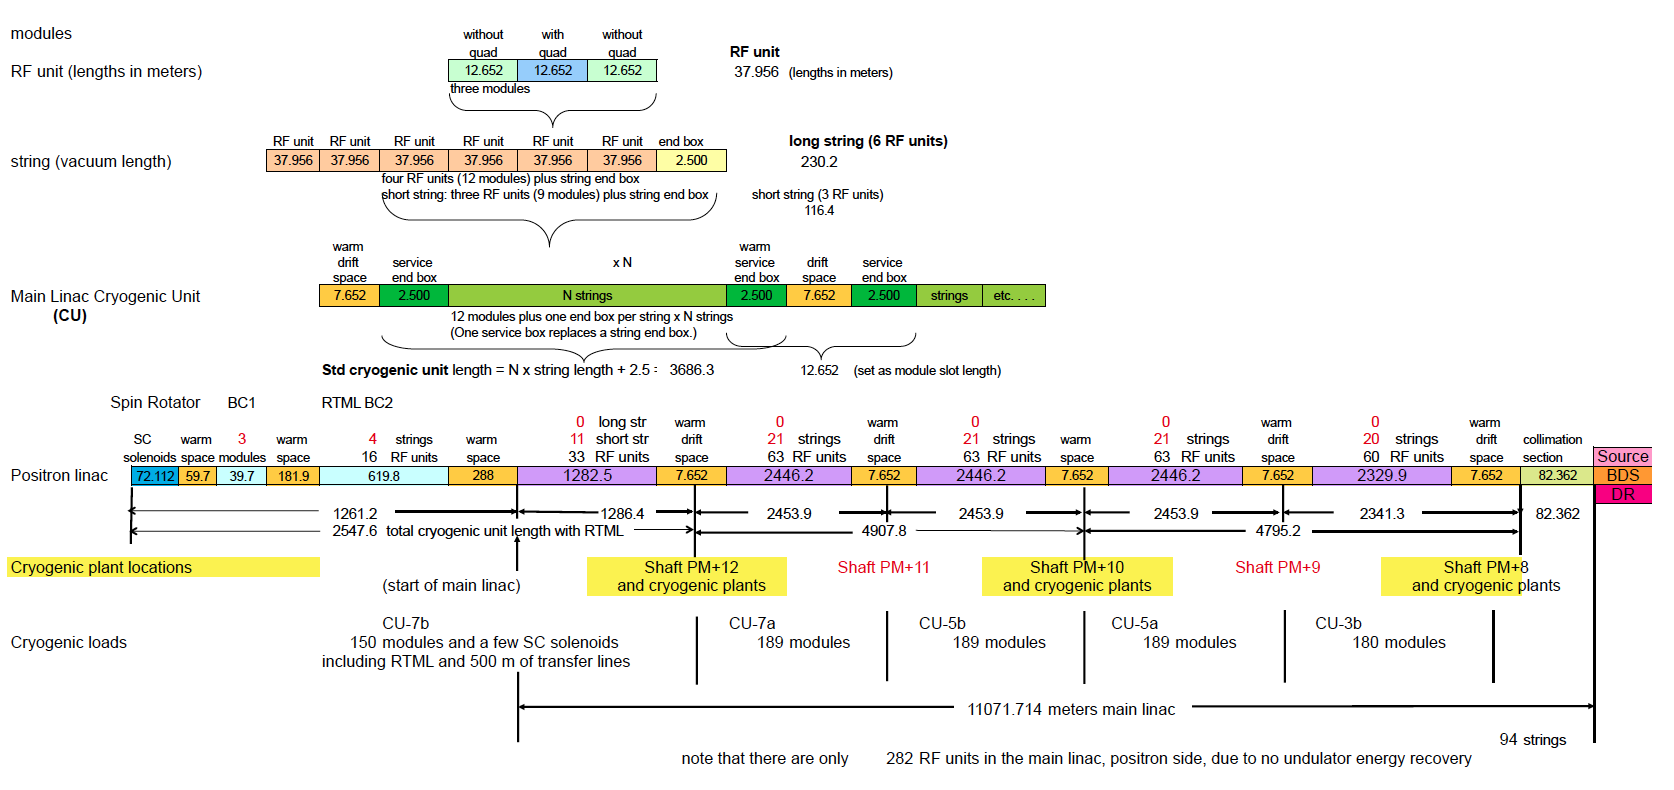 modules
without with without
quad quad quad
RF unit
RF unit (lengths in meters) 12.652 12.652 12.652 37.956 (lengths in meters)
three modules
RF unit RF unit RF unit RF unit RF unit RF unit end box
long string (6 RF units)
string (vacuum length) 37.956 37.956 37.956 37.956 37.956 37.956 2.500 230.2
four RF units (12 modules) plus string end box
short string: three RF units (9 modules) plus string end box short string (3 RF units)
116.4
warm warm
drift service x N service drift service
space end box end box space end box
Main Linac Cryogenic Unit 7.652 2.500 N strings 2.500 7.652 2.500 strings etc. . . .
(CU)
12 modules plus one end box per string x N strings
(One service box replaces a string end box.)
Std cryogenic unit length = N x string length + 2.5 = 3686.3 12.652 (set as module slot length)
Spin Rotator BC1 RTML BC2
0 long str warm 0 warm 0 0 warm 0 warm
SC warm 3 warm 4 strings warm 11 short str drift 21 strings drift 21 strings warm 21 strings drift 20 strings drift collimation
solenoids space modules space 16 RF units space 33 RF units space 63 RF units space 63 RF units space 63 RF units space 60 RF units space section Source
Positron linac 72.112 59.7 39.7 181.9 619.8 288 1282.5 7.652 2446.2 7.652 2446.2 7.652 2446.2 7.652 2329.9 7.652 82.362 BDS
DR
1261.2 1286.4 2453.9 2453.9 2453.9 2341.3 82.362
2547.6 total cryogenic unit length with RTML 4907.8 4795.2
Cryogenic plant locations Shaft PM+12 Shaft PM+11 Shaft PM+10 Shaft PM+9 Shaft PM+8
(start of main linac) and cryogenic plants and cryogenic plants and cryogenic plants
CU-7b CU-7a CU-5b CU-5a CU-3b
Cryogenic loads 150 modules and a few SC solenoids 189 modules 189 modules 189 modules 180 modules
including RTML and 500 m of transfer lines
11071.714 meters main linac
94 strings
note that there are only 282 RF units in the main linac, positron side, due to no undulator energy recovery